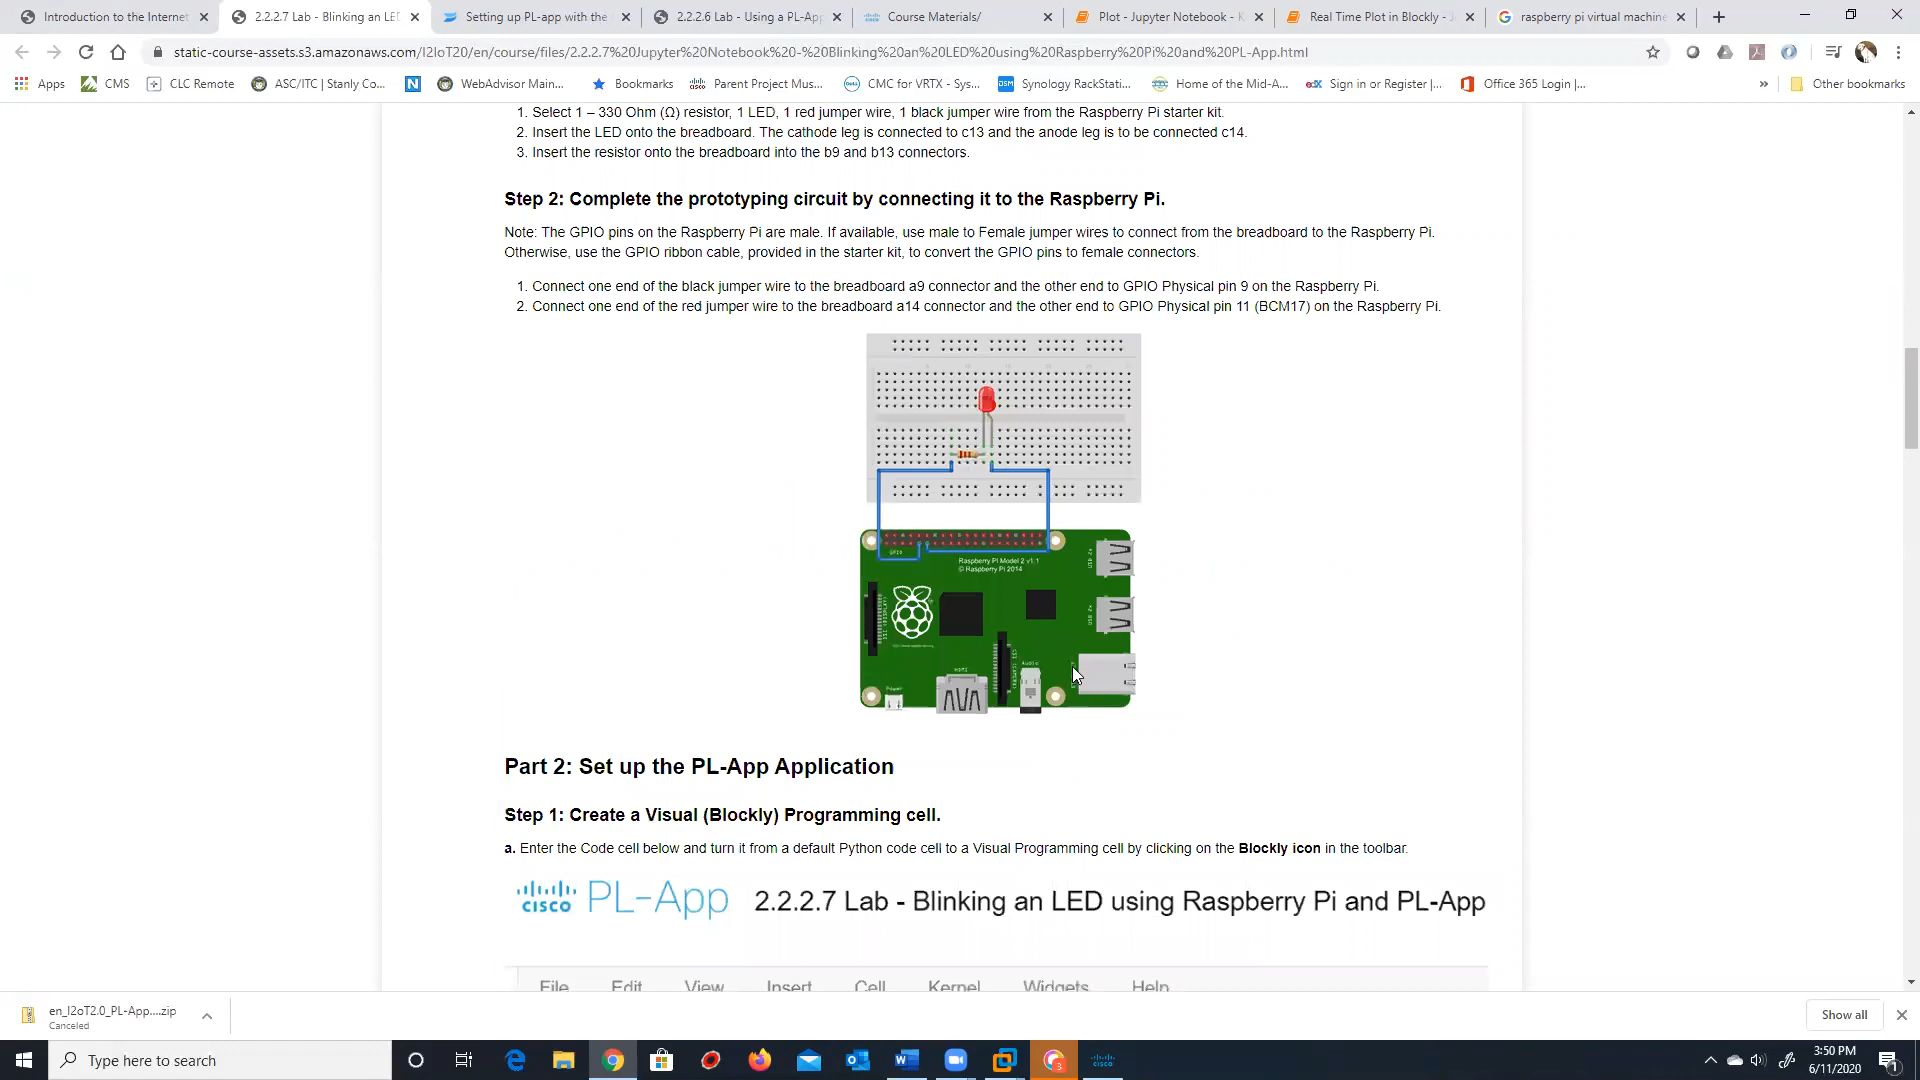 Introduction to the Internet
2.2.2.7 Lab - Blinking an LED
Setting up PL-app with the
2.2.2.6 Lab - Using a PL-App
Course Materials/
Plot - Jupyter Notebook - K
Real Time Plot in Blockly - J
raspberry pi virtual machine
static-course-assets.s3.amazonaws.com/I2IoT20/en/course/files/2.2.2.7%20Jupyter%20Notebook%20-%20Blinking%20an%20LED%20using%20Raspberry%20Pi%20and%20PL-App.html
Apps
CMS
CLC Remote
ASC/ITC | Stanly Co...
WebAdvisor Main...
Bookmarks
Parent Project Mus...
CMC for VRTX - Sys...
Synology RackStati...
Home of the Mid-A...
Sign in or Register |...
Office 365 Login |...
»
Other bookmarks
1. Select 1 – 330 Ohm (Ω) resistor, 1 LED, 1 red jumper wire, 1 black jumper wire from the Raspberry Pi starter kit.
2. Insert the LED onto the breadboard. The cathode leg is connected to c13 and the anode leg is to be connected c14.
3. Insert the resistor onto the breadboard into the b9 and b13 connectors.
Step 2: Complete the prototyping circuit by connecting it to the Raspberry Pi.
Note: The GPIO pins on the Raspberry Pi are male. If available, use male to Female jumper wires to connect from the breadboard to the Raspberry Pi.
Otherwise, use the GPIO ribbon cable, provided in the starter kit, to convert the GPIO pins to female connectors.
1. Connect one end of the black jumper wire to the breadboard a9 connector and the other end to GPIO Physical pin 9 on the Raspberry Pi.
2. Connect one end of the red jumper wire to the breadboard a14 connector and the other end to GPIO Physical pin 11 (BCM17) on the Raspberry Pi.
GPIO
Raspberry Pi Model 2 v1.1
© Raspberry Pi 2014
HDMI
Audio
Power
Part 2: Set up the PL-App Application
Step 1: Create a Visual (Blockly) Programming cell.
a. Enter the Code cell below and turn it from a default Python code cell to a Visual Programming cell by clicking on the Blockly icon in the toolbar.
CISCO PL-App 2.2.2.7 Lab - Blinking an LED using Raspberry Pi and PL-App
File Edit View Insert Cell Kernel Widgets Help
en_I2oT2.0_PL-App....zip
Canceled
Show all
Type here to search
3:50 PM
6/11/2020